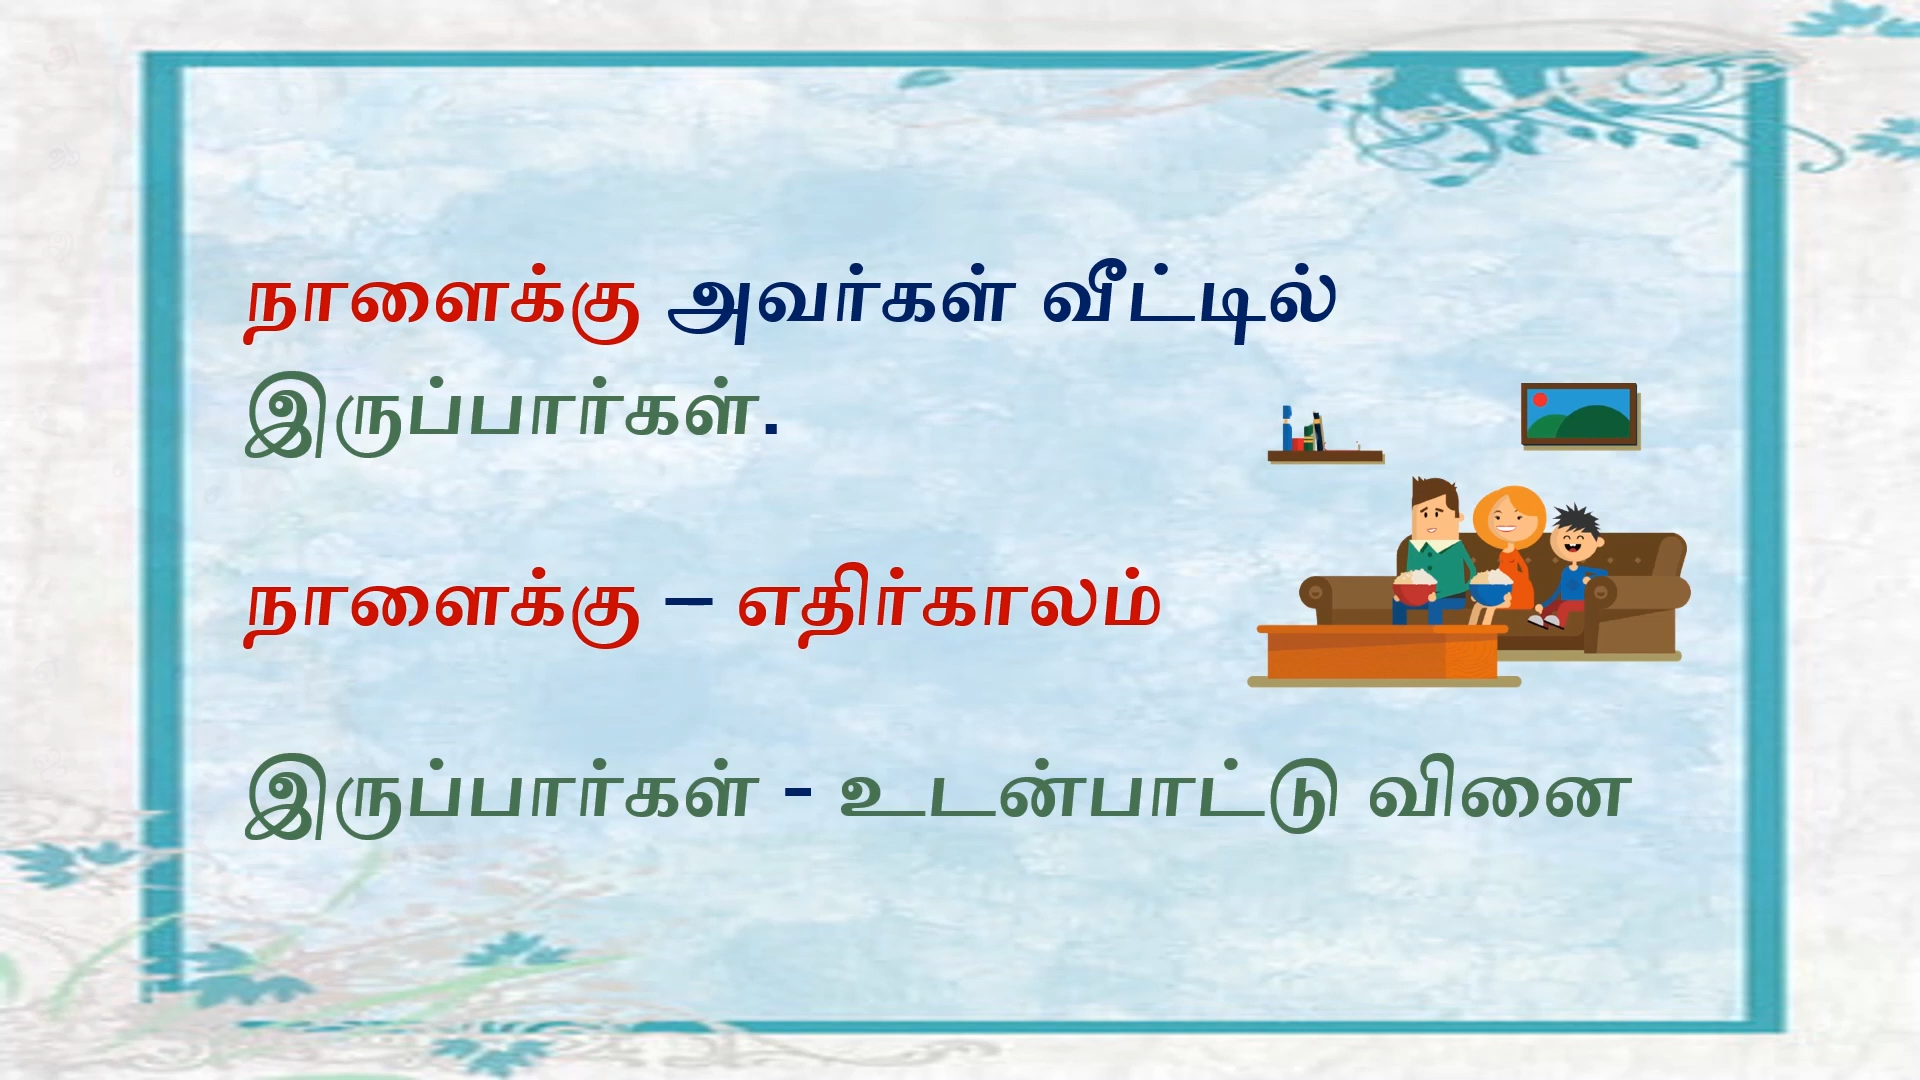 நாளைக்கு அவர்கள் வீட்டில்
இருப்பார்கள்.
நாளைக்கு – எதிர்காலம்
இருப்பார்கள் - உடன்பாட்டு வினை